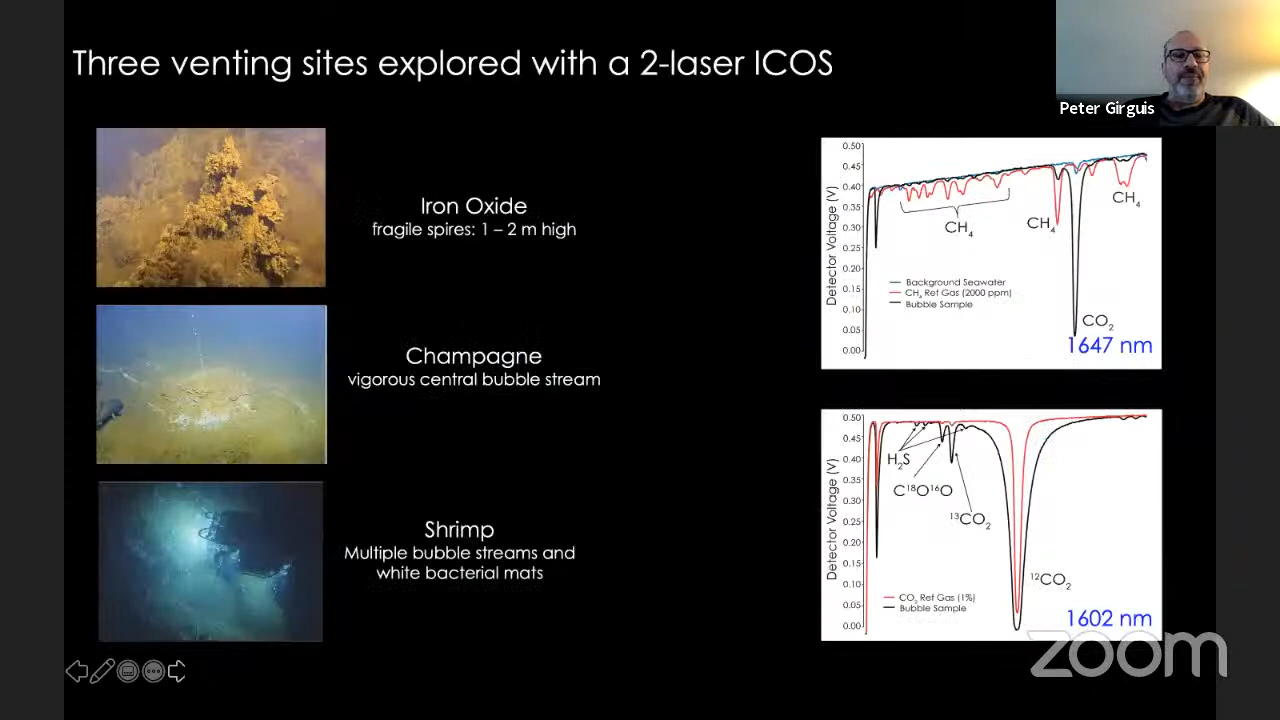 Three venting sites explored with a 2-laser ICOS
Peter Girguis
Iron Oxide
fragile spires: 1 – 2 m high
Champagne
vigorous central bubble stream
Shrimp
Multiple bubble streams and
white bacterial mats
Detector Voltage (V)
0.50
0.45
0.40
0.35
0.30
0.25
0.20
0.15
0.10
0.05
0.00
CH₄
CH₄
CH₄
Background Seawater
CH₄ Ref Gas (2000 ppm)
Bubble Sample
CO₂
1647 nm
Detector Voltage (V)
0.50
0.45
0.40
0.35
0.30
0.25
0.20
0.15
0.10
0.05
0.00
H₂S
C¹⁸O¹⁶O
¹³CO₂
¹²CO₂
CO₂ Ref Gas (1%)
Bubble Sample
1602 nm
zoom